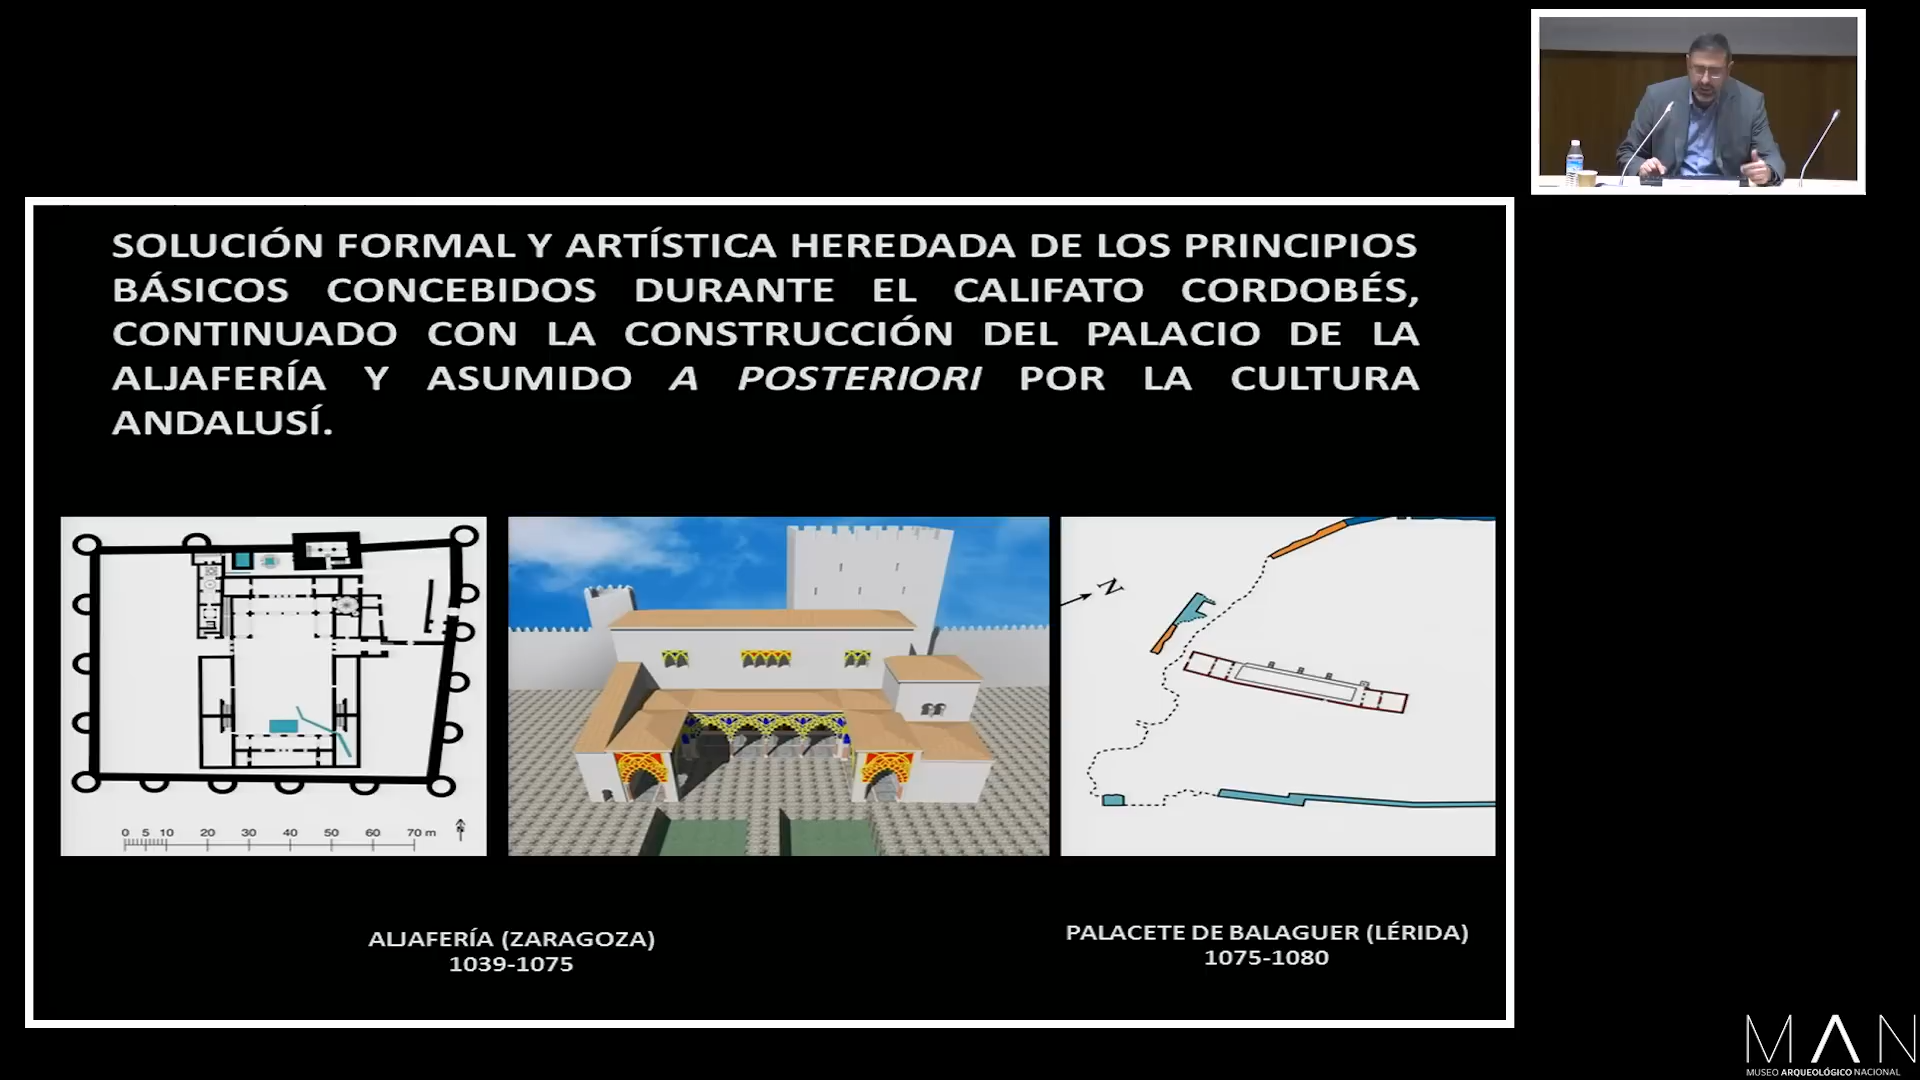 SOLUCIÓN FORMAL Y ARTÍSTICA HEREDADA DE LOS PRINCIPIOS
BÁSICOS CONCEBIDOS DURANTE EL CALIFATO CORDOBÉS,
CONTINUADO CON LA CONSTRUCCIÓN DEL PALACIO DE LA
ALJAFERÍA Y ASUMIDO A POSTERIORI POR LA CULTURA
ANDALUSÍ.
N
0 5 10 20 30 40 50 60 70 m
N
ALJAFERÍA (ZARAGOZA)
1039-1075
PALACETE DE BALAGUER (LÉRIDA)
1075-1080
MAN
MUSEO ARQUEOLÓGICO NACIONAL